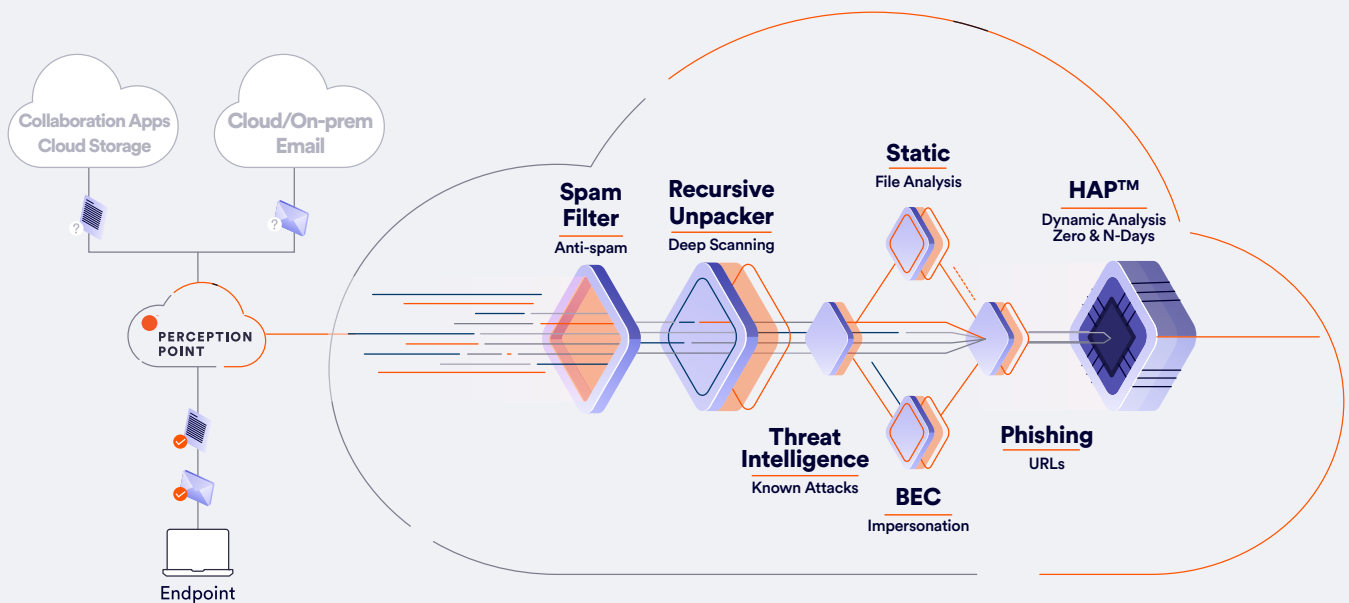 Collaboration Apps
Cloud Storage
Cloud/On-prem
Email
?
?
PERCEPTION
POINT
Endpoint
Spam
Filter
Anti-spam
Recursive
Unpacker
Deep Scanning
Threat
Intelligence
Known Attacks
Static
File Analysis
BEC
Impersonation
Phishing
URLs
HAP™
Dynamic Analysis
Zero & N-Days